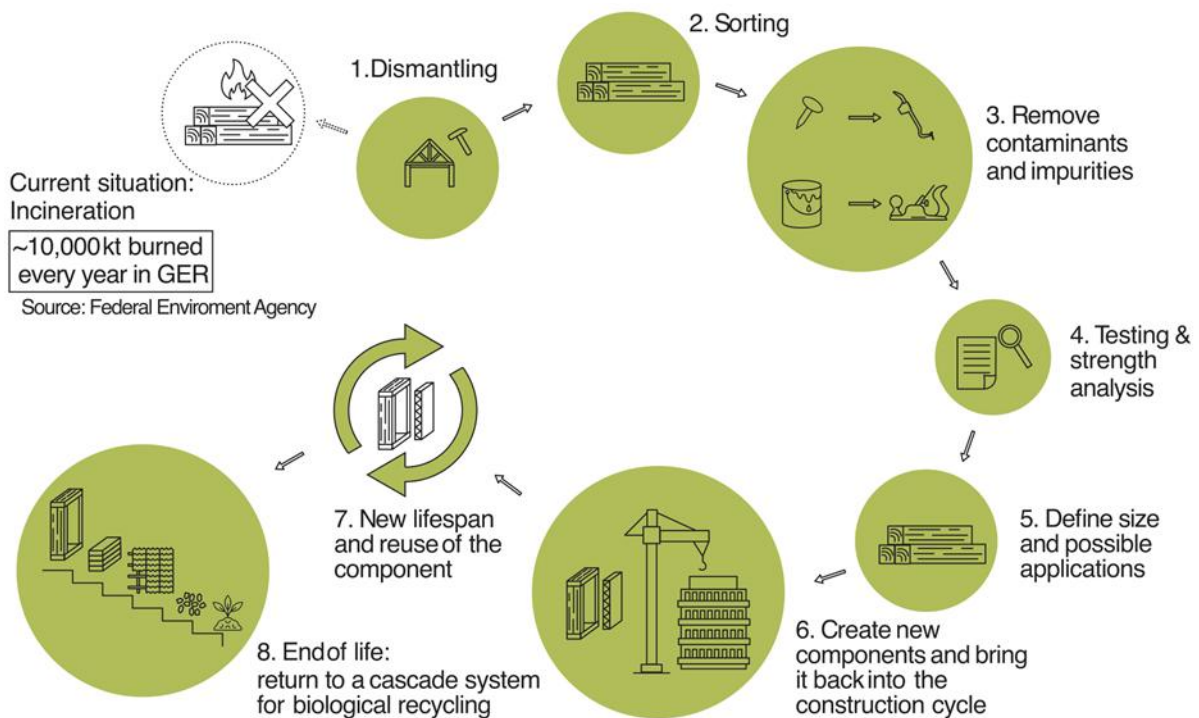 1.Dismantling
2. Sorting
3. Remove
contaminants
and impurities
Current situation:
Incineration
~10,000kt burned
every year in GER
Source: Federal Enviroment Agency
4. Testing &
strength
analysis
5. Define size
and possible
applications
6. Create new
components and bring
it back into the
construction cycle
7. New lifespan
and reuse of the
component
8. End of life:
return to a cascade system
for biological recycling